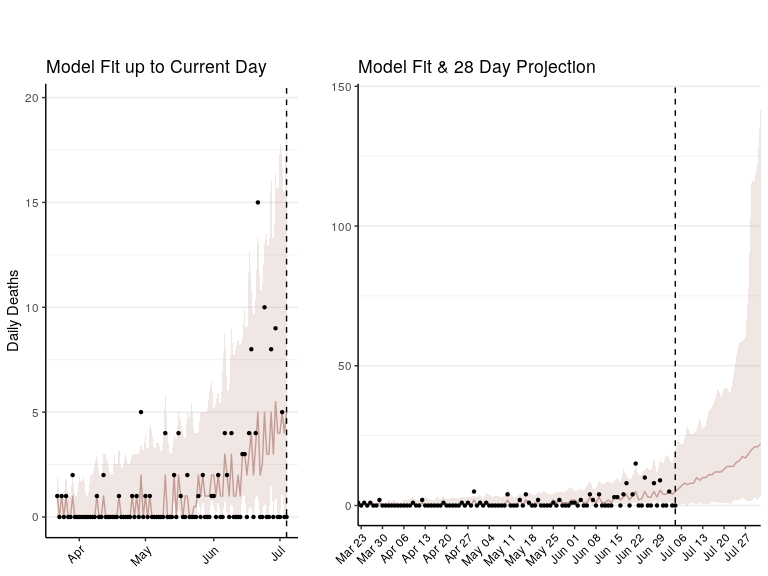 Model Fit up to Current Day
Daily Deaths
20
15
10
5
0
Apr
May
Jun
Jul
Model Fit & 28 Day Projection
150
100
50
0
Mar 23
Mar 30
Apr 06
Apr 13
Apr 20
Apr 27
May 04
May 11
May 18
May 25
Jun 01
Jun 08
Jun 15
Jun 22
Jun 29
Jul 06
Jul 13
Jul 20
Jul 27